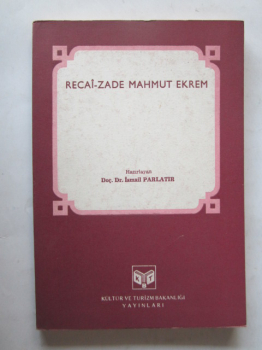 RECAÎ-ZADE MAHMUT EKREM
Hazırlayan
Doç. Dr. İsmail PARLATIR
KÜLTÜR VE TURİZM BAKANLIĞI
YAYINLARI